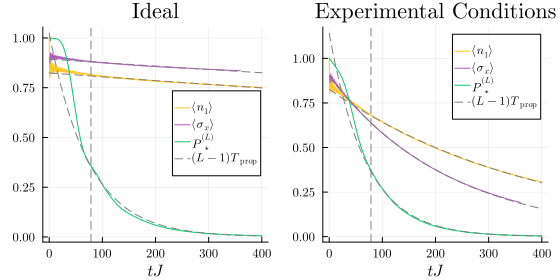 Ideal
1.00
0.75
0.50
0.25
0.00
⟨n₁⟩
⟨σₓ⟩
P⋆⁽ᴸ⁾
(L−1)T_prop
0
100
200
300
400
tJ
Experimental Conditions
1.00
0.75
0.50
0.25
0.00
⟨n₁⟩
⟨σₓ⟩
P⋆⁽ᴸ⁾
(L−1)T_prop
0
100
200
300
400
tJ